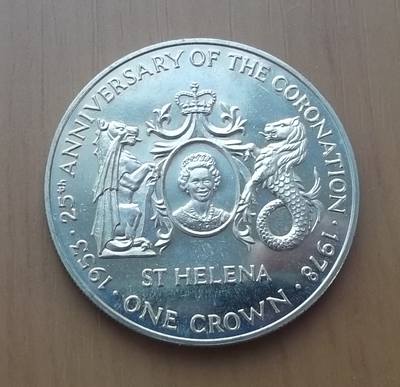 1953 · 25th ANNIVERSARY OF THE CORONATION · 1978
ST HELENA
· ONE CROWN ·